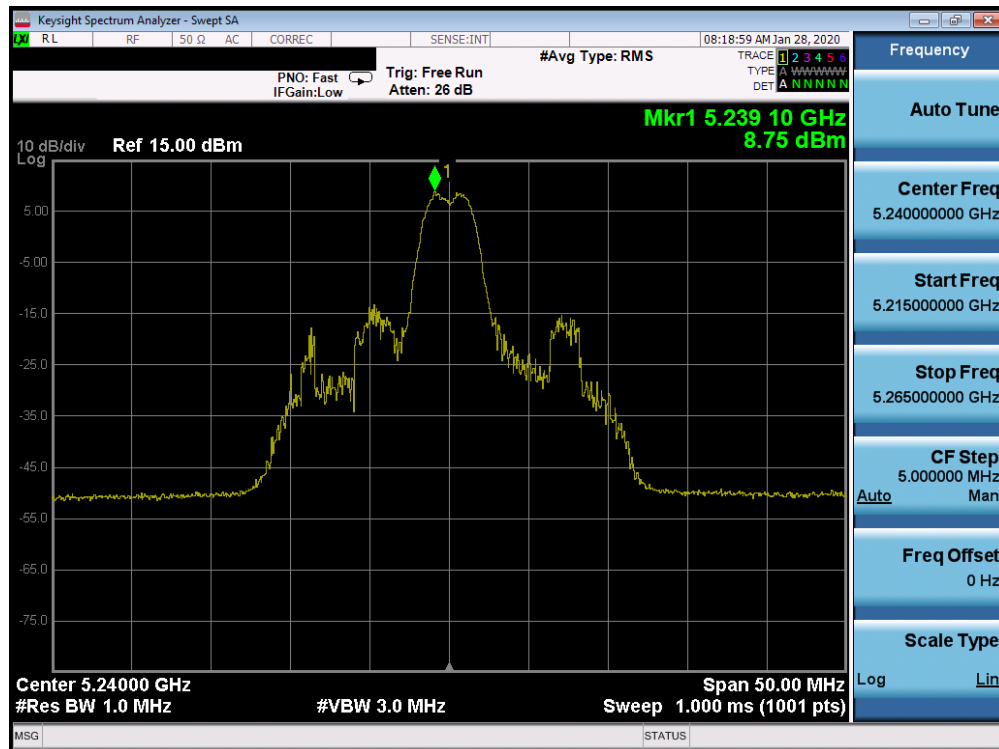 Keysight Spectrum Analyzer - Swept SA
LXI RL RF 50 Ω AC CORREC SENSE:INT 08:18:59 AM Jan 28, 2020
#Avg Type: RMS TRACE 1 2 3 4 5 6
PNO: Fast Trig: Free Run TYPE A WWWWW
IFGain:Low Atten: 26 dB DET A N N N N N
Mkr1 5.239 10 GHz
8.75 dBm
10 dB/div Ref 15.00 dBm
Log
1
5.00
-5.00
-15.0
-25.0
-35.0
-45.0
-55.0
-65.0
-75.0
Center 5.24000 GHz Span 50.00 MHz
#Res BW 1.0 MHz #VBW 3.0 MHz Sweep 1.000 ms (1001 pts)
MSG STATUS
Frequency
Auto Tune
Center Freq
5.240000000 GHz
Start Freq
5.215000000 GHz
Stop Freq
5.265000000 GHz
CF Step
5.000000 MHz
Auto Man
Freq Offset
0 Hz
Scale Type
Log Lin